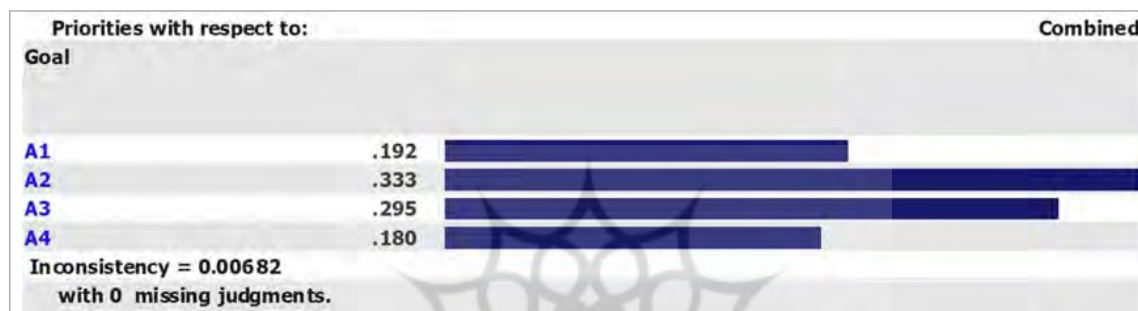 Priorities with respect to: Combined
Goal
A1 .192
A2 .333
A3 .295
A4 .180
Inconsistency = 0.00682
with 0 missing judgments.